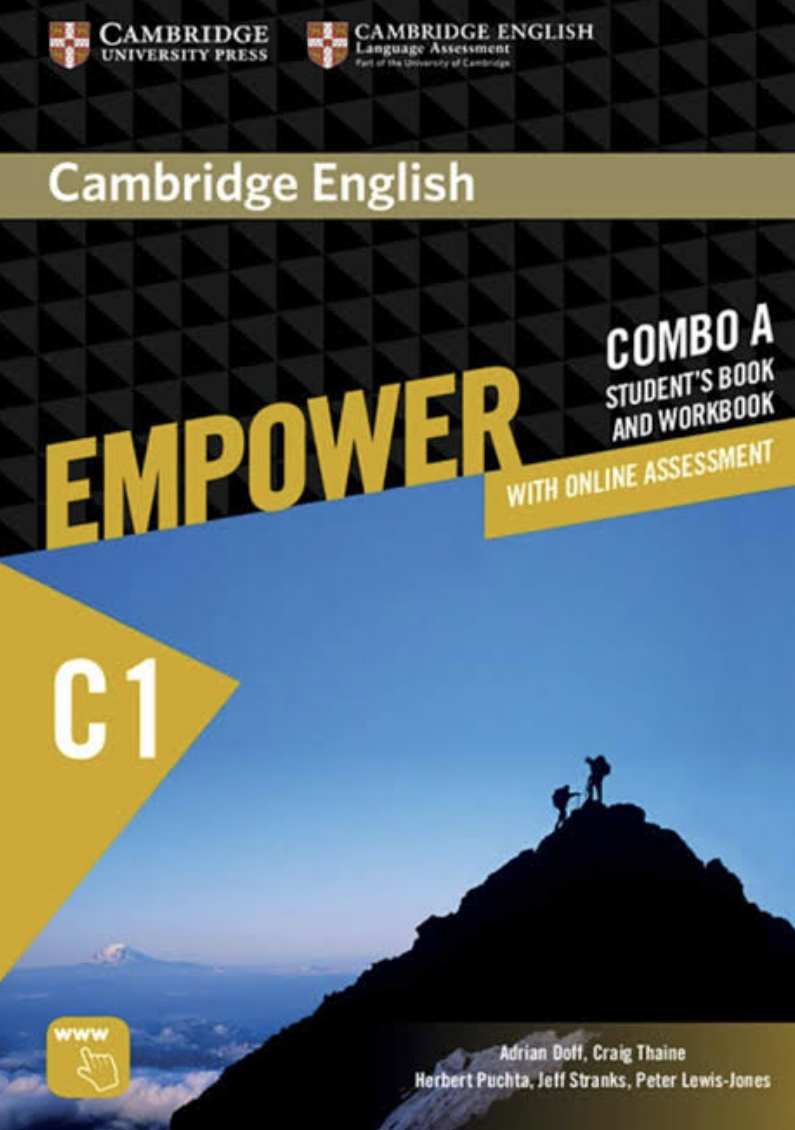 CAMBRIDGE
UNIVERSITY PRESS
CAMBRIDGE ENGLISH
Language Assessment
Part of the University of Cambridge
Cambridge English
EMPOWER
COMBO A
STUDENT'S BOOK
AND WORKBOOK
WITH ONLINE ASSESSMENT
C1
www
Adrian Doff, Craig Thaine
Herbert Puchta, Jeff Stranks, Peter Lewis-Jones